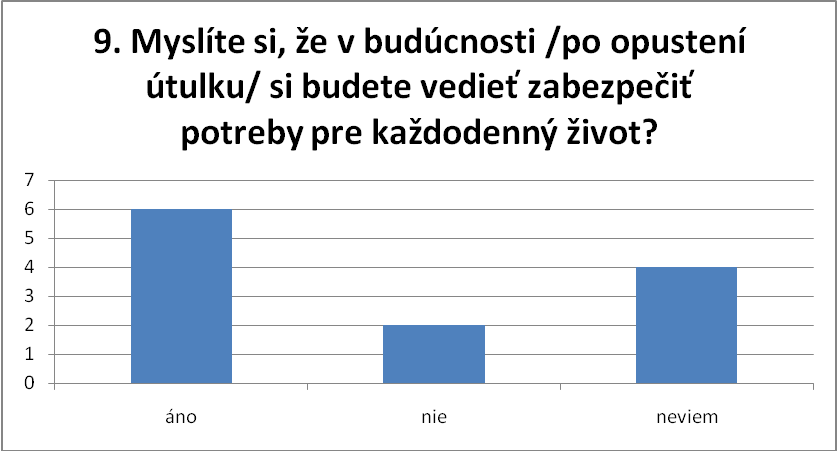 9. Myslíte si, že v budúcnosti /po opustení
útulku/ si budete vedieť zabezpečiť
potreby pre každodenný život?
7
6
5
4
3
2
1
0
áno nie neviem